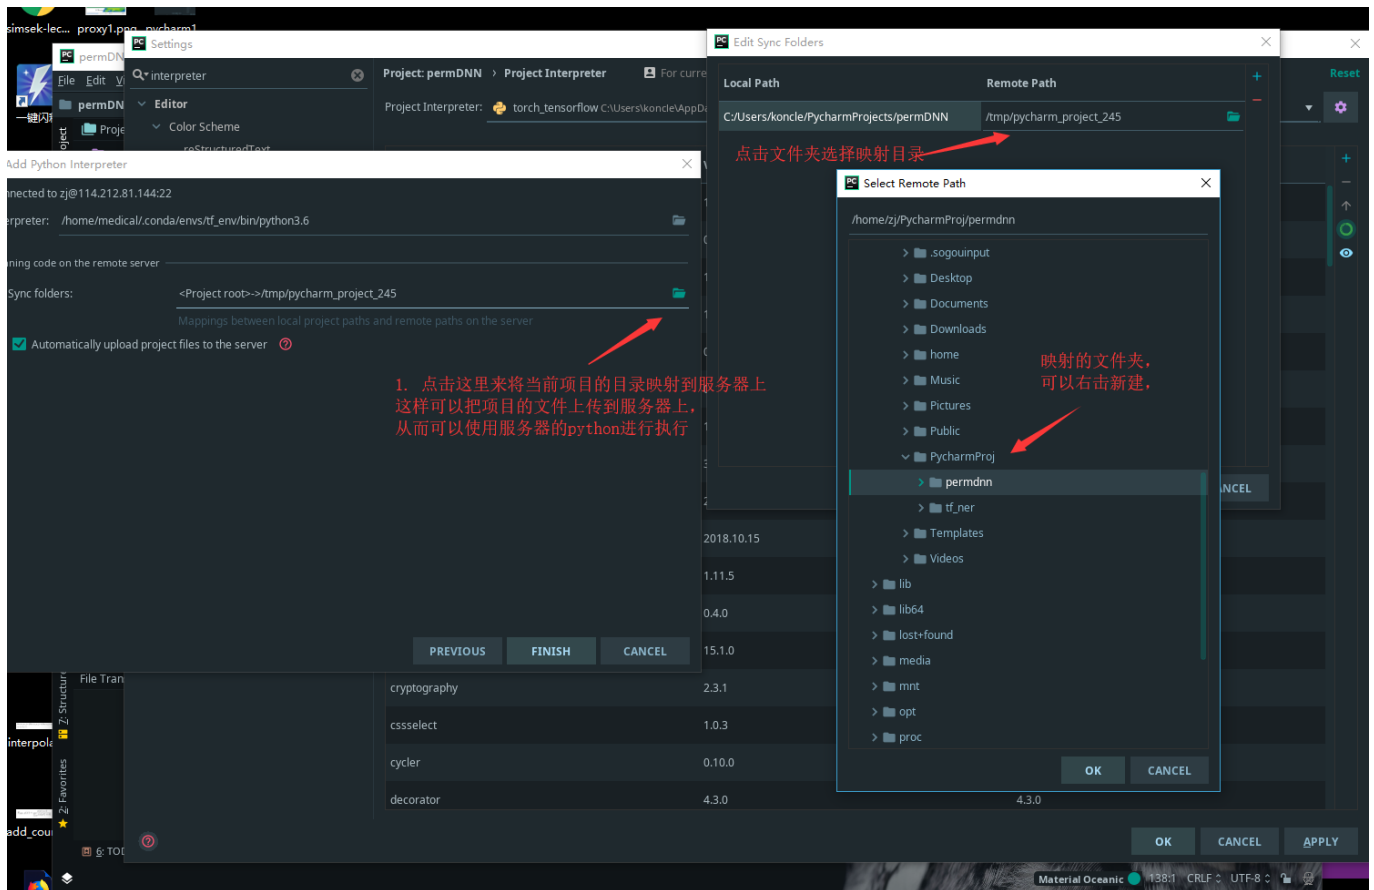 simsek-lec... proxy1.png pycharm1
permDN
File Edit Vi
permDN
Proje
一键闪
Settings
interpreter
Editor
Color Scheme
reStructuredText
Project: permDNN › Project Interpreter
For curre
Reset
Project Interpreter: torch_tensorflow C:\Users\koncle\AppDa
Edit Sync Folders
Local Path Remote Path
C:/Users/koncle/PycharmProjects/permDNN /tmp/pycharm_project_245
点击文件夹选择映射目录
CANCEL
Add Python Interpreter
nnected to zj@114.212.81.144:22
erpreter: /home/medical/.conda/envs/tf_env/bin/python3.6
ning code on the remote server
Sync folders: <Project root>->/tmp/pycharm_project_245
Mappings between local project paths and remote paths on the server
Automatically upload project files to the server
1. 点击这里来将当前项目的目录映射到服务器上
这样可以把项目的文件上传到服务器上，
从而可以使用服务器的python进行执行
PREVIOUS FINISH CANCEL
Select Remote Path
/home/zj/PycharmProj/permdnn
.sogouinput
Desktop
Documents
Downloads
home
Music
Pictures
Public
PycharmProj
permdnn
tf_ner
Templates
Videos
lib
lib64
lost+found
media
mnt
opt
proc
映射的文件夹，
可以右击新建，
OK CANCEL
2018.10.15
1.11.5
0.4.0
15.1.0
cryptography 2.3.1
cssselect 1.0.3
cycler 0.10.0
decorator 4.3.0 4.3.0
File Tran
Z: Structure
2: Favorites
interpola
add_cou
6: TOD
OK CANCEL APPLY
Material Oceanic 138:1 CRLF UTF-8